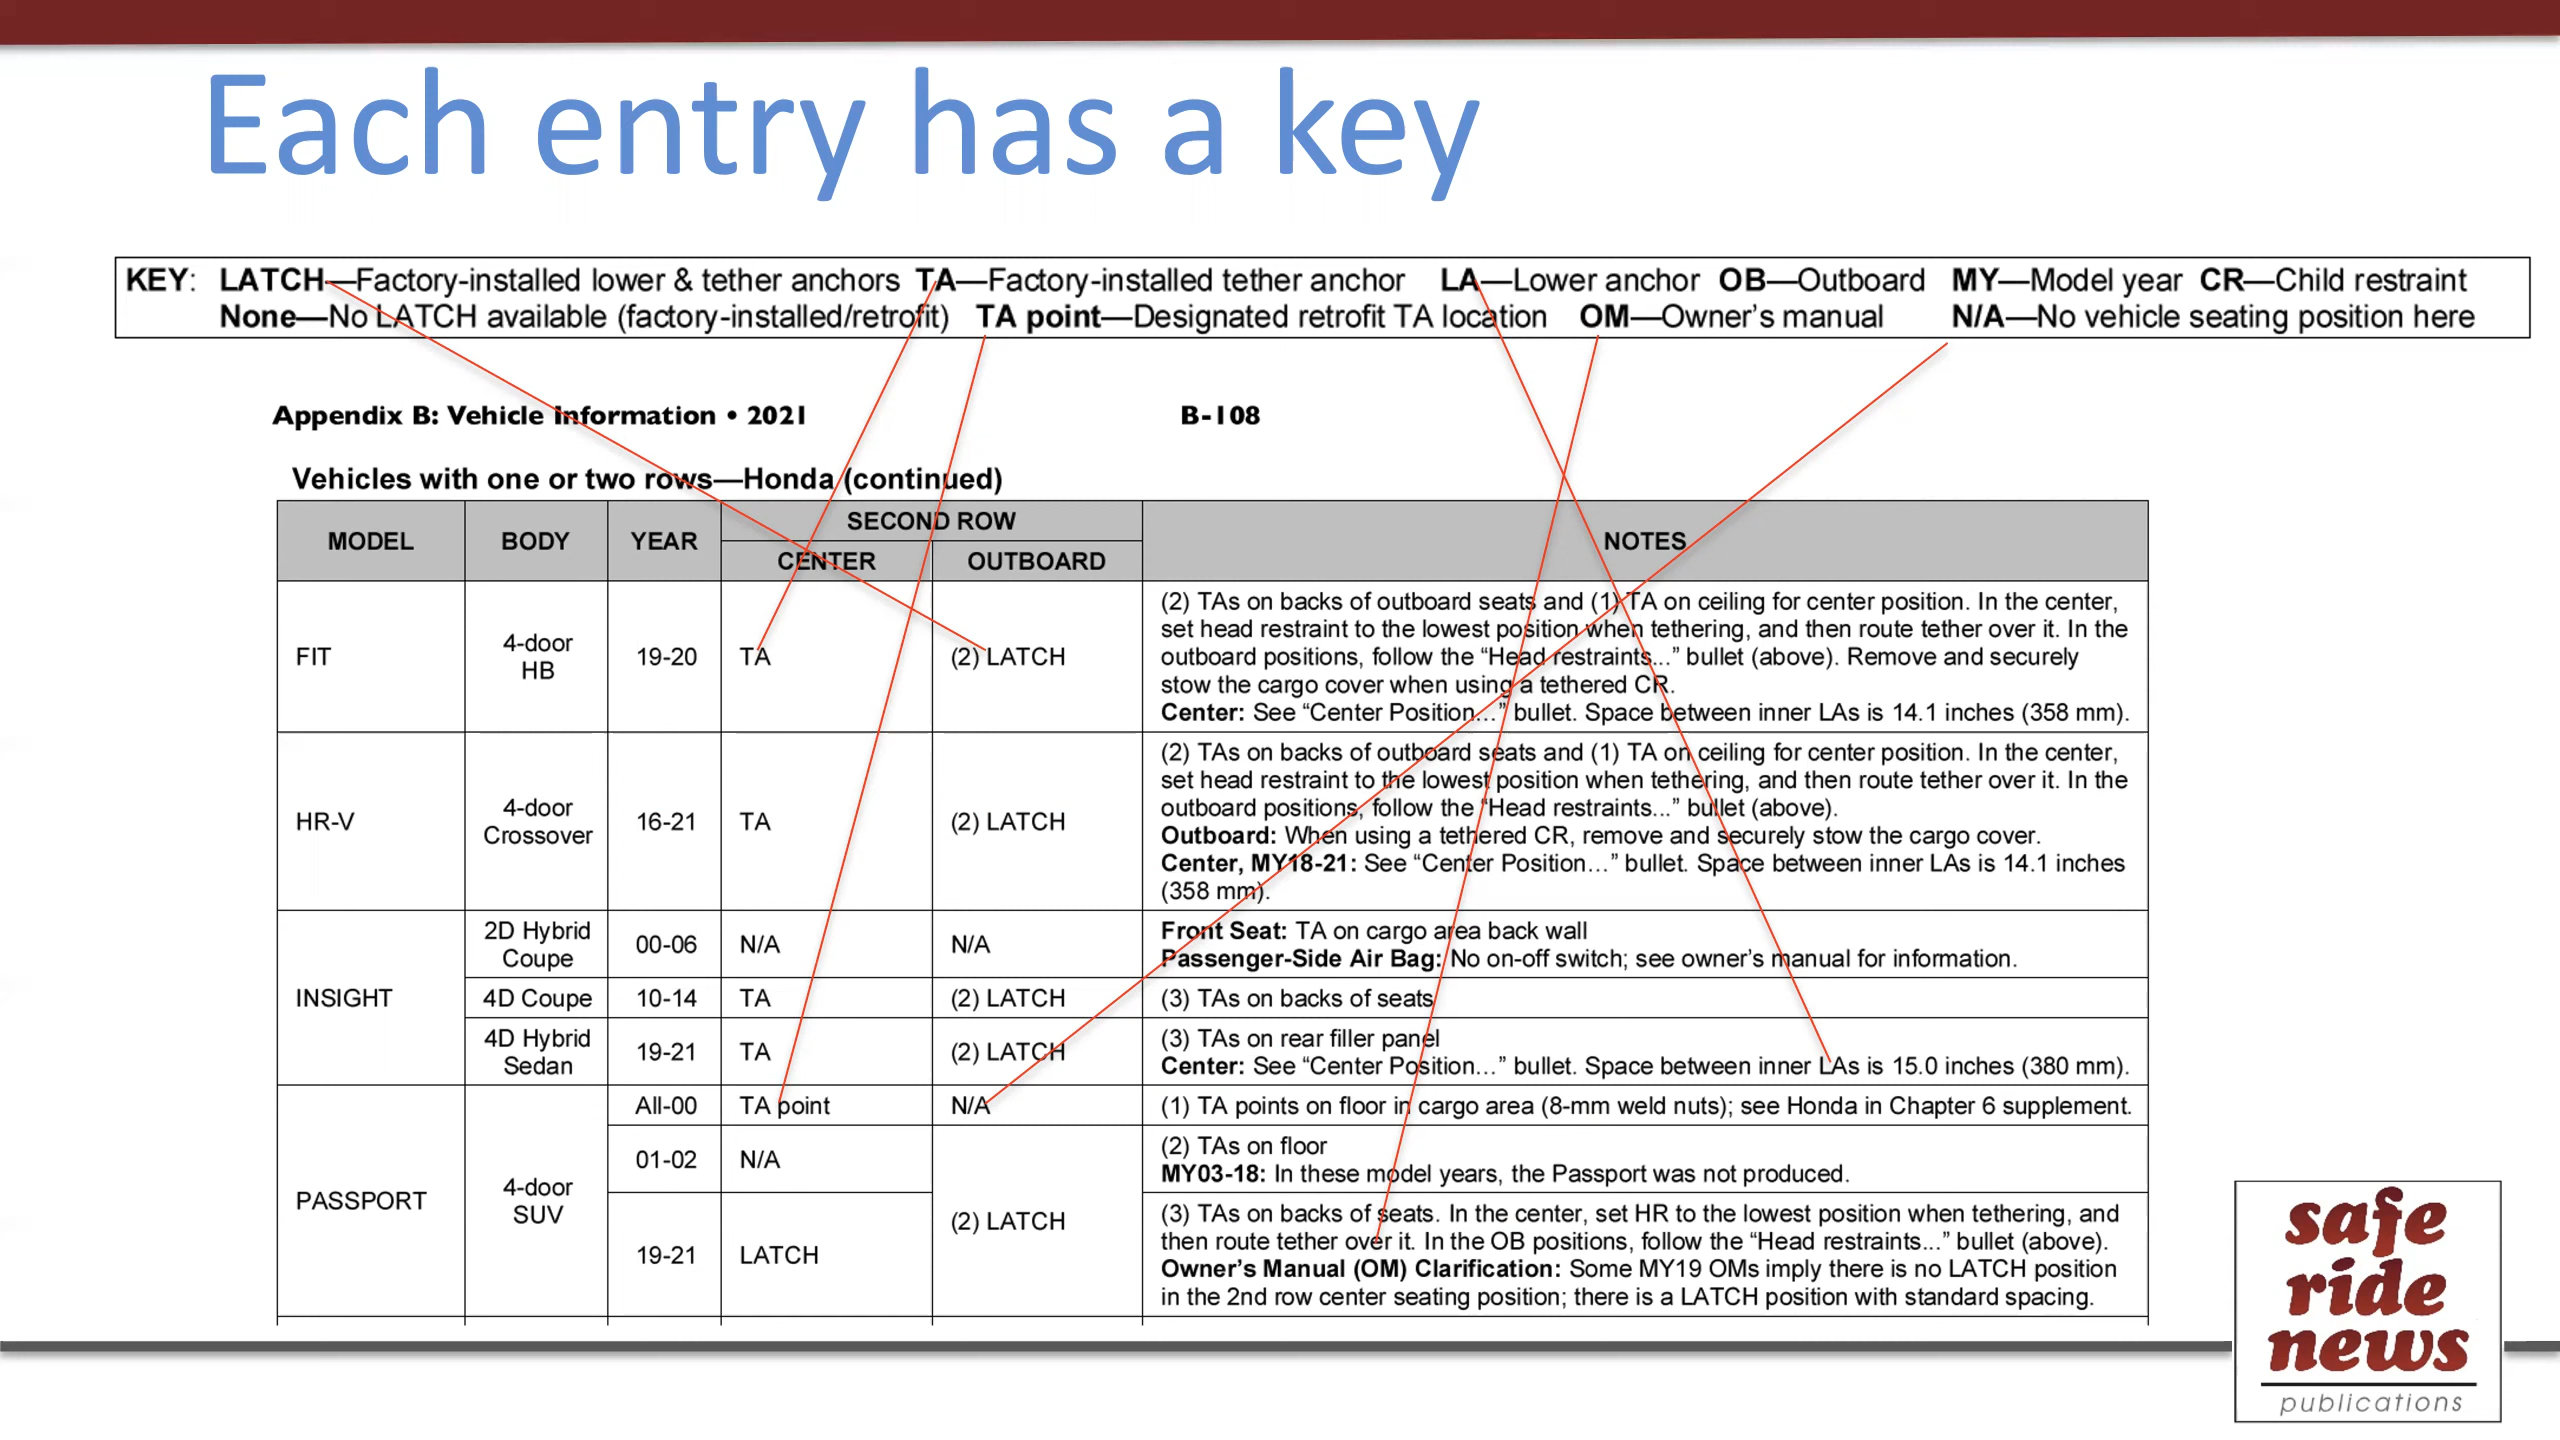 Each entry has a key
KEY: LATCH—Factory-installed lower & tether anchors TA—Factory-installed tether anchor LA—Lower anchor OB—Outboard MY—Model year CR—Child restraint
None—No LATCH available (factory-installed/retrofit) TA point—Designated retrofit TA location OM—Owner's manual N/A—No vehicle seating position here
Appendix B: Vehicle Information • 2021 B-108
Vehicles with one or two rows—Honda (continued)
MODEL BODY YEAR SECOND ROW NOTES
CENTER OUTBOARD
FIT
4-door
HB
19-20
TA
(2) LATCH
(2) TAs on backs of outboard seats and (1) TA on ceiling for center position. In the center,
set head restraint to the lowest position when tethering, and then route tether over it. In the
outboard positions, follow the “Head restraints...” bullet (above). Remove and securely
stow the cargo cover when using a tethered CR.
Center: See “Center Position...” bullet. Space between inner LAs is 14.1 inches (358 mm).
HR-V
4-door
Crossover
16-21
TA
(2) LATCH
(2) TAs on backs of outboard seats and (1) TA on ceiling for center position. In the center,
set head restraint to the lowest position when tethering, and then route tether over it. In the
outboard positions, follow the “Head restraints...” bullet (above).
Outboard: When using a tethered CR, remove and securely stow the cargo cover.
Center, MY18-21: See “Center Position...” bullet. Space between inner LAs is 14.1 inches
(358 mm).
INSIGHT
2D Hybrid
Coupe
00-06
N/A
N/A
Front Seat: TA on cargo area back wall
Passenger-Side Air Bag: No on-off switch; see owner's manual for information.
4D Coupe
10-14
TA
(2) LATCH
(3) TAs on backs of seats
4D Hybrid
Sedan
19-21
TA
(2) LATCH
(3) TAs on rear filler panel
Center: See “Center Position...” bullet. Space between inner LAs is 15.0 inches (380 mm).
PASSPORT
4-door
SUV
All-00
TA point
N/A
(1) TA points on floor in cargo area (8-mm weld nuts); see Honda in Chapter 6 supplement.
01-02
N/A
(2) LATCH
(2) TAs on floor
MY03-18: In these model years, the Passport was not produced.
19-21
LATCH
(3) TAs on backs of seats. In the center, set HR to the lowest position when tethering, and
then route tether over it. In the OB positions, follow the “Head restraints...” bullet (above).
Owner's Manual (OM) Clarification: Some MY19 OMs imply there is no LATCH position
in the 2nd row center seating position; there is a LATCH position with standard spacing.
safe
ride
news
publications